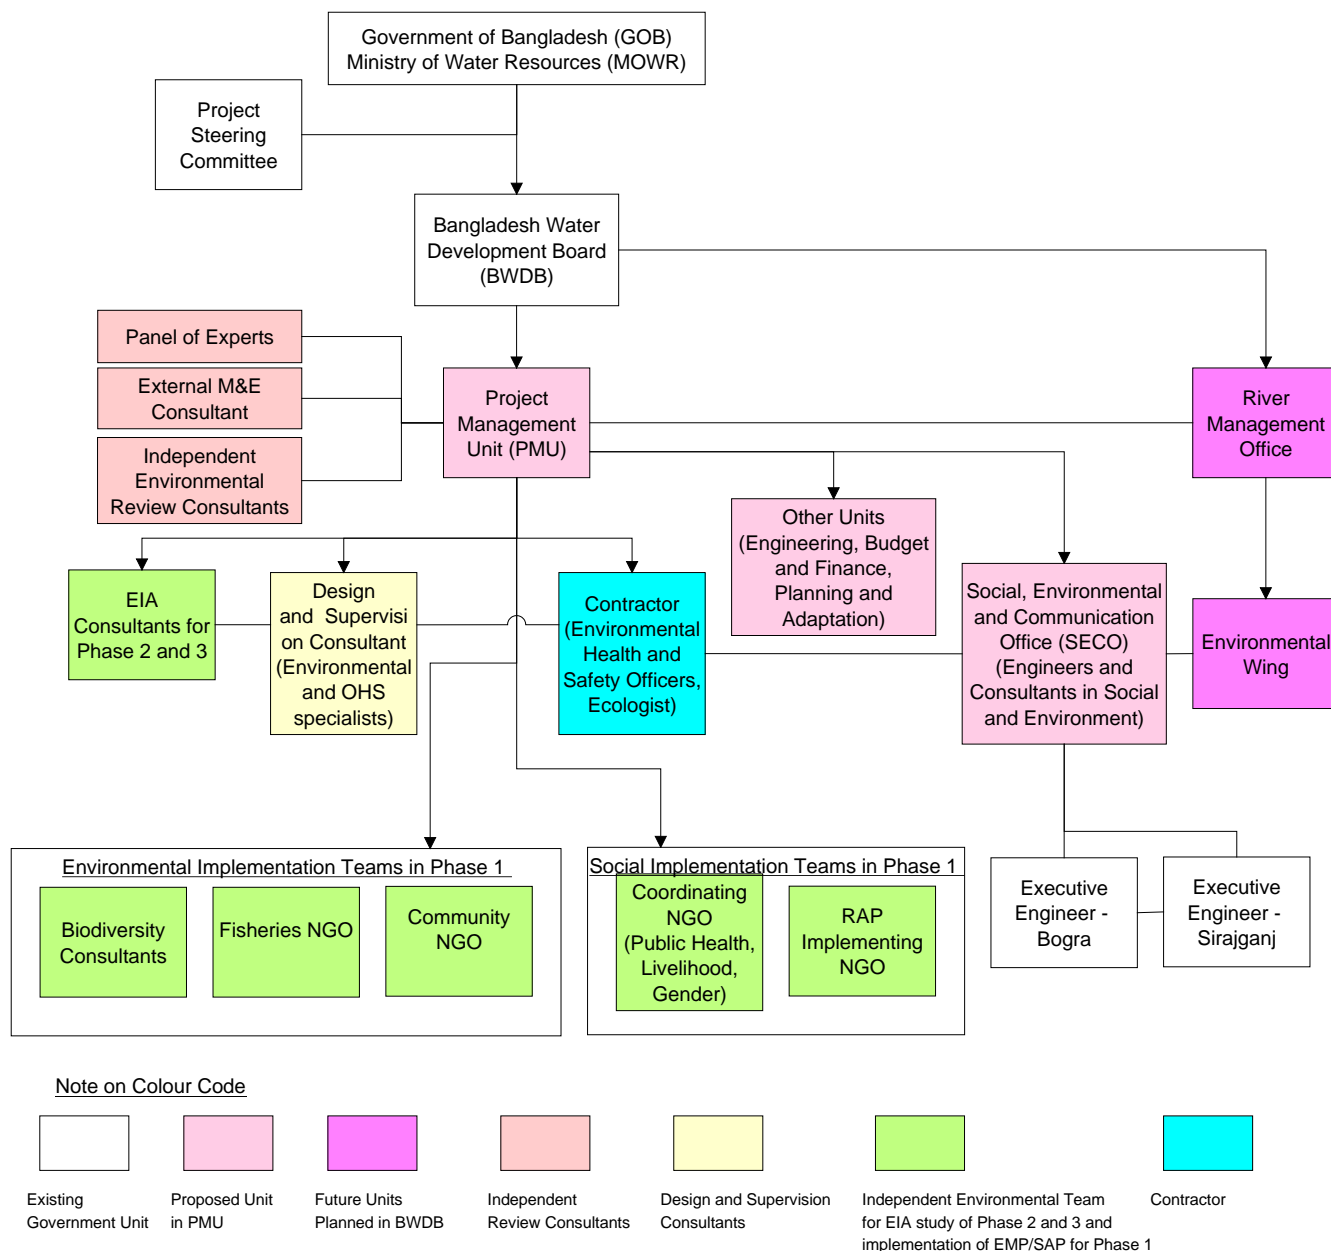 Government of Bangladesh (GOB)
Ministry of Water Resources (MOWR)
Project
Steering
Committee
Bangladesh Water
Development Board
(BWDB)
Panel of Experts
External M&E
Consultant
Independent
Environmental
Review Consultants
Project
Management
Unit (PMU)
River
Management
Office
Other Units
(Engineering, Budget
and Finance,
Planning and
Adaptation)
EIA
Consultants for
Phase 2 and 3
Design
and  Supervisi
on Consultant
(Environmental
and OHS
specialists)
Contractor
(Environmental
Health and
Safety Officers,
Ecologist)
Social, Environmental
and Communication
Office (SECO)
(Engineers and
Consultants in Social
and Environment)
Environmental
Wing
Environmental Implementation Teams in Phase 1
Biodiversity
Consultants
Fisheries NGO
Community
NGO
Social Implementation Teams in Phase 1
Coordinating
NGO
(Public Health,
Livelihood,
Gender)
RAP
Implementing
NGO
Executive
Engineer -
Bogra
Executive
Engineer -
Sirajganj
Note on Colour Code
Existing
Government Unit
Proposed Unit
in PMU
Future Units
Planned in BWDB
Independent
Review Consultants
Design and Supervision
Consultants
Independent Environmental Team
for EIA study of Phase 2 and 3 and
implementation of EMP/SAP for Phase 1
Contractor